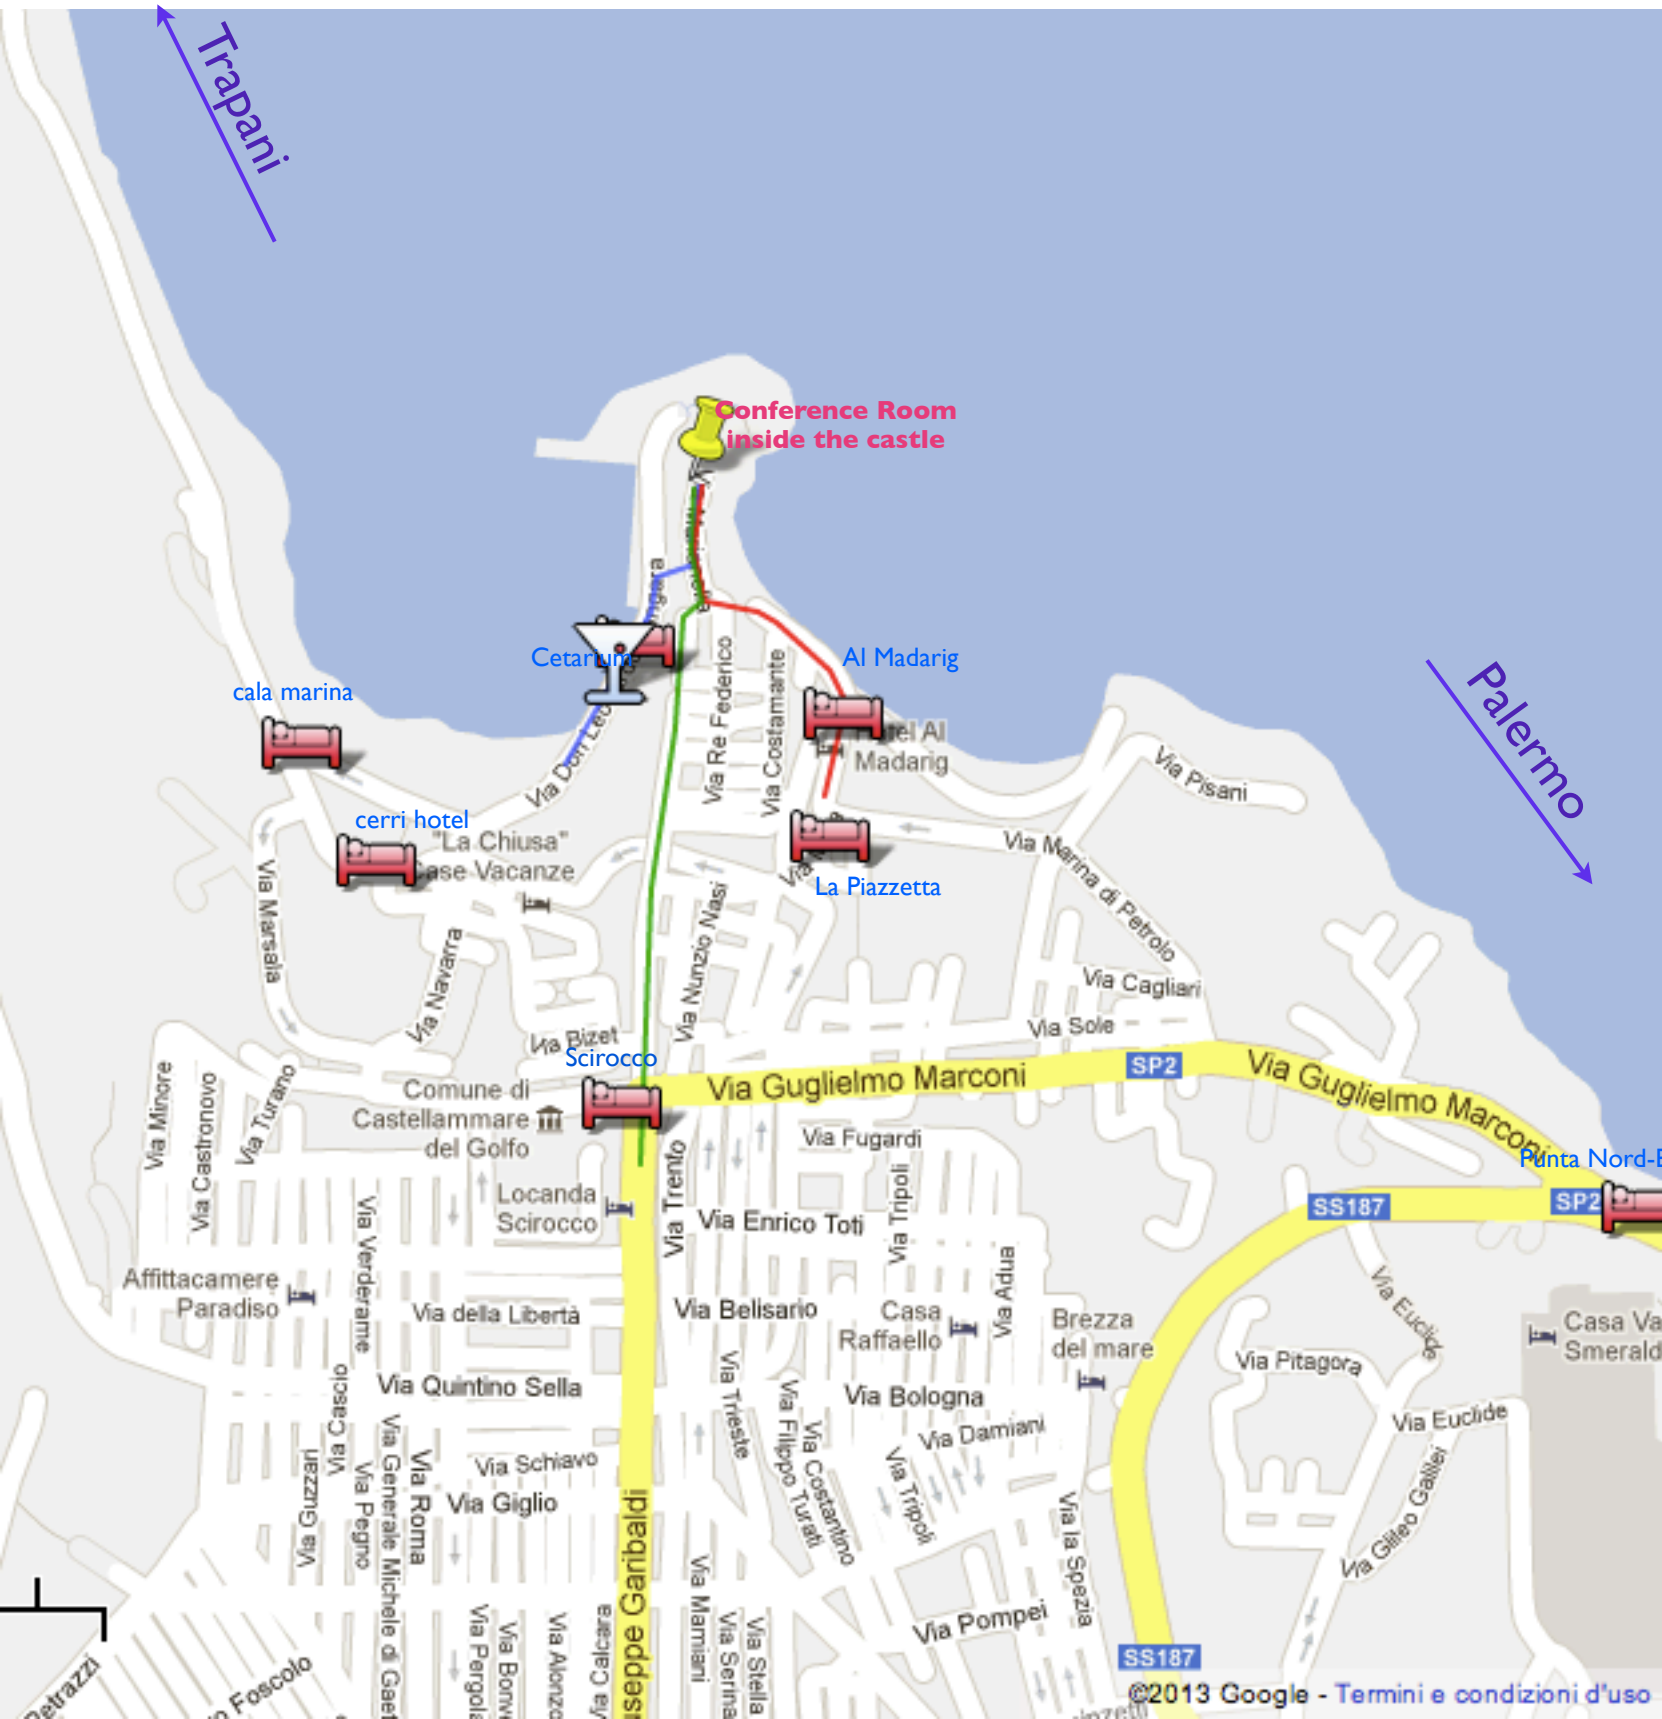 Trapani
Conference Room
inside the castle
Palermo
Cetarium
Al Madarig
cala marina
Via Re Federico
Via Costamante
Hotel Al
Madarig
Via Pisani
cerri hotel
"La Chiusa"
Case Vacanze
La Piazzetta
Via Marina di Petrolo
Via Marsala
Via Navarra
Via Nunzio Nasi
Via Cagliari
Via Sole
Via Bizet
Scirocco
SP2
Via Guglielmo Marconi
Via Guglielmo Marconi
Comune di
Castellammare
del Golfo
Via Minore
Via Castronovo
Via Turano
Via Fugardi
Punta Nord-E
SP2
SS187
Locanda
Scirocco
Via Trento
Via Enrico Toti
Via Tripoli
Via Verderame
Affittacamere
Paradiso
Via della Libertà
Via Belisario
Casa
Raffaello
Via Adua
Brezza
del mare
Via Euclide
Casa Va
Smerald
Via Pitagora
Via Quintino Sella
Via Cascio
Via Trieste
Via Bologna
Via Filippo Turati
Via Costantino
Via Damiani
Via Euclide
Via Schiavo
Via Giglio
Via Guzzari
Via Pegno
Via Generale Michele di Gaet
Via Roma
Via Tripoli
Via la Spezia
Via Glileo Galilei
useppe Garibaldi
Via Mamiani
Via Pompei
Via Pergola
Via Bonve
Via Alonzo
Calcara
Via Serina
Via Stella
Petrazzi
o Foscolo
SS187
©2013 Google - Termini e condizioni d'uso